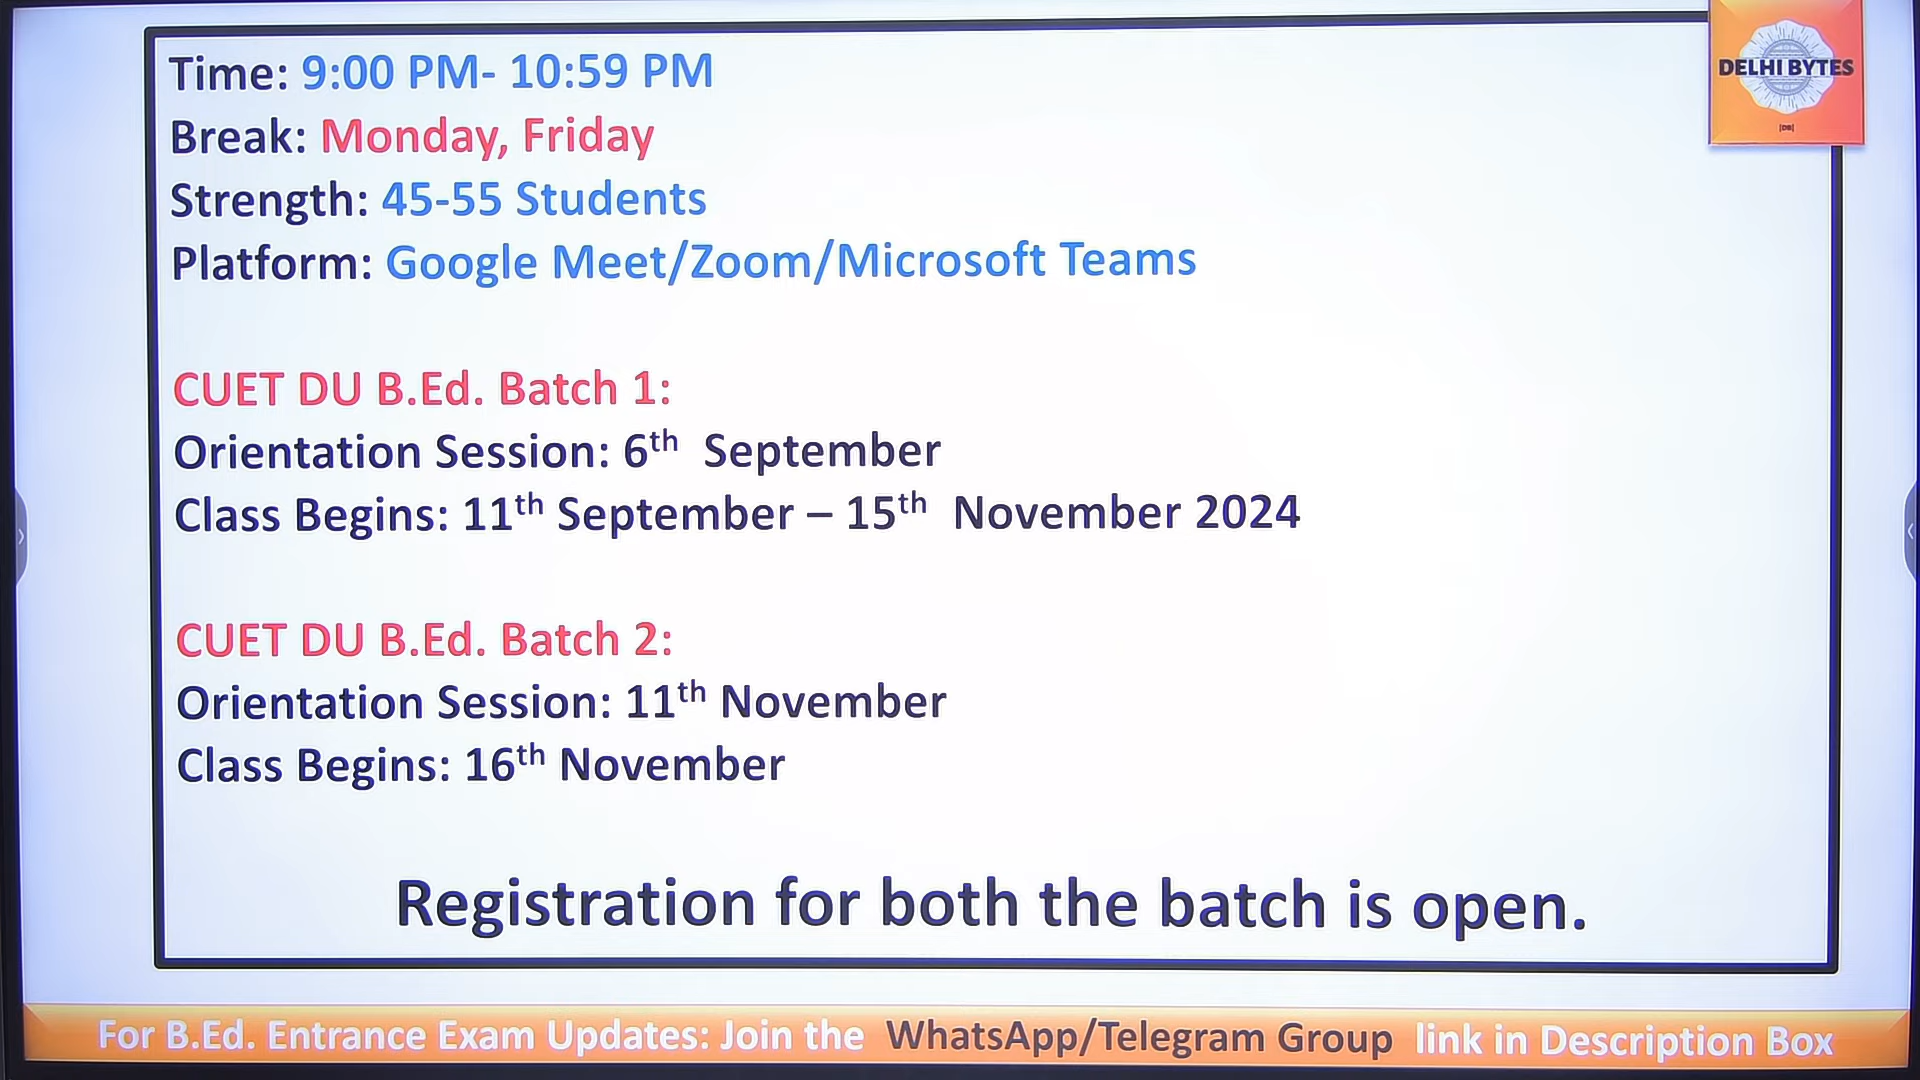 DELHI BYTES
|DB|
Time: 9:00 PM- 10:59 PM
Break: Monday, Friday
Strength: 45-55 Students
Platform: Google Meet/Zoom/Microsoft Teams
CUET DU B.Ed. Batch 1:
Orientation Session: 6th September
Class Begins: 11th September – 15th November 2024
CUET DU B.Ed. Batch 2:
Orientation Session: 11th November
Class Begins: 16th November
Registration for both the batch is open.
For B.Ed. Entrance Exam Updates: Join the WhatsApp/Telegram Group link in Description Box